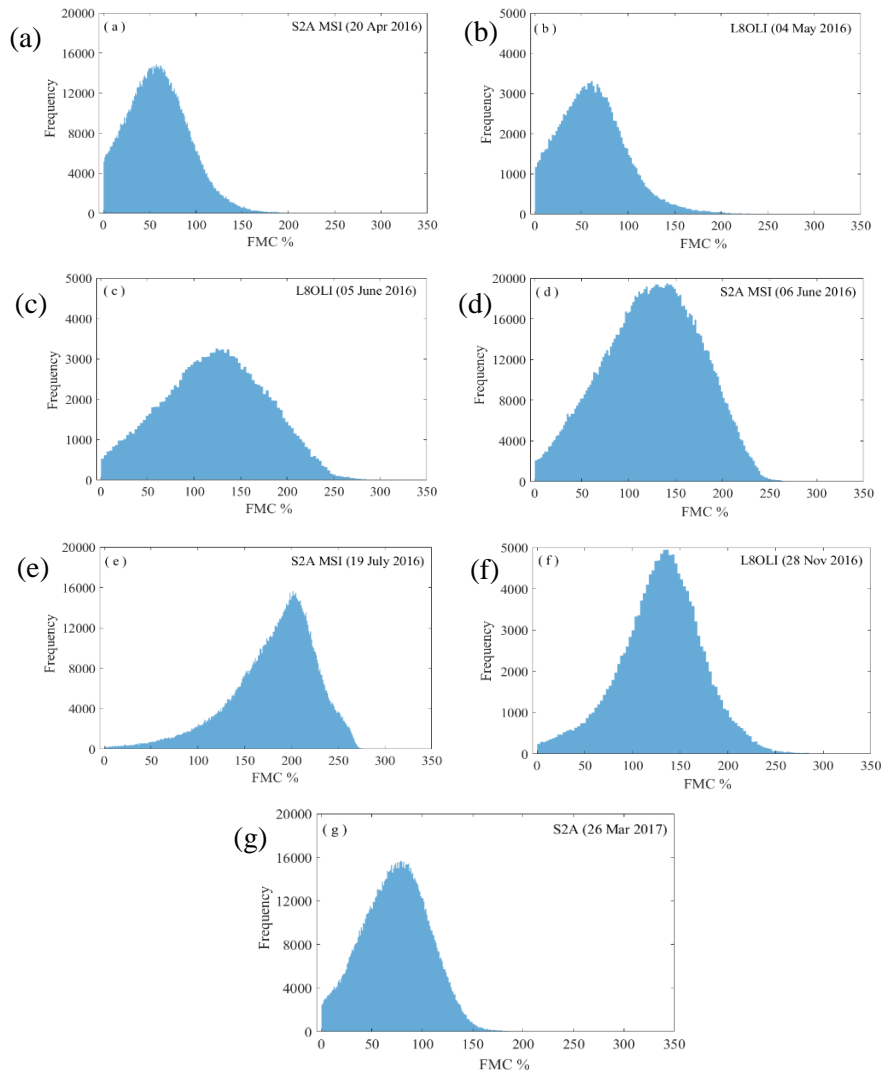 (a)
( a )
S2A MSI (20 Apr 2016)
20000
16000
12000
8000
4000
0
Frequency
0 50 100 150 200 250 300 350
FMC %
(b)
( b )
L8OLI (04 May 2016)
5000
4000
3000
2000
1000
0
Frequency
0 50 100 150 200 250 300 350
FMC %
(c)
( c )
L8OLI (05 June 2016)
5000
4000
3000
2000
1000
0
Frequency
0 50 100 150 200 250 300 350
FMC %
(d)
( d )
S2A MSI (06 June 2016)
20000
16000
12000
8000
4000
0
Frequency
0 50 100 150 200 250 300 350
FMC %
(e)
( e )
S2A MSI (19 July 2016)
20000
16000
12000
8000
4000
0
Frequency
0 50 100 150 200 250 300 350
FMC %
(f)
( f )
L8OLI (28 Nov 2016)
5000
4000
3000
2000
1000
0
Frequency
0 50 100 150 200 250 300 350
FMC %
(g)
( g )
S2A (26 Mar 2017)
20000
16000
12000
8000
4000
0
Frequency
0 50 100 150 200 250 300 350
FMC %